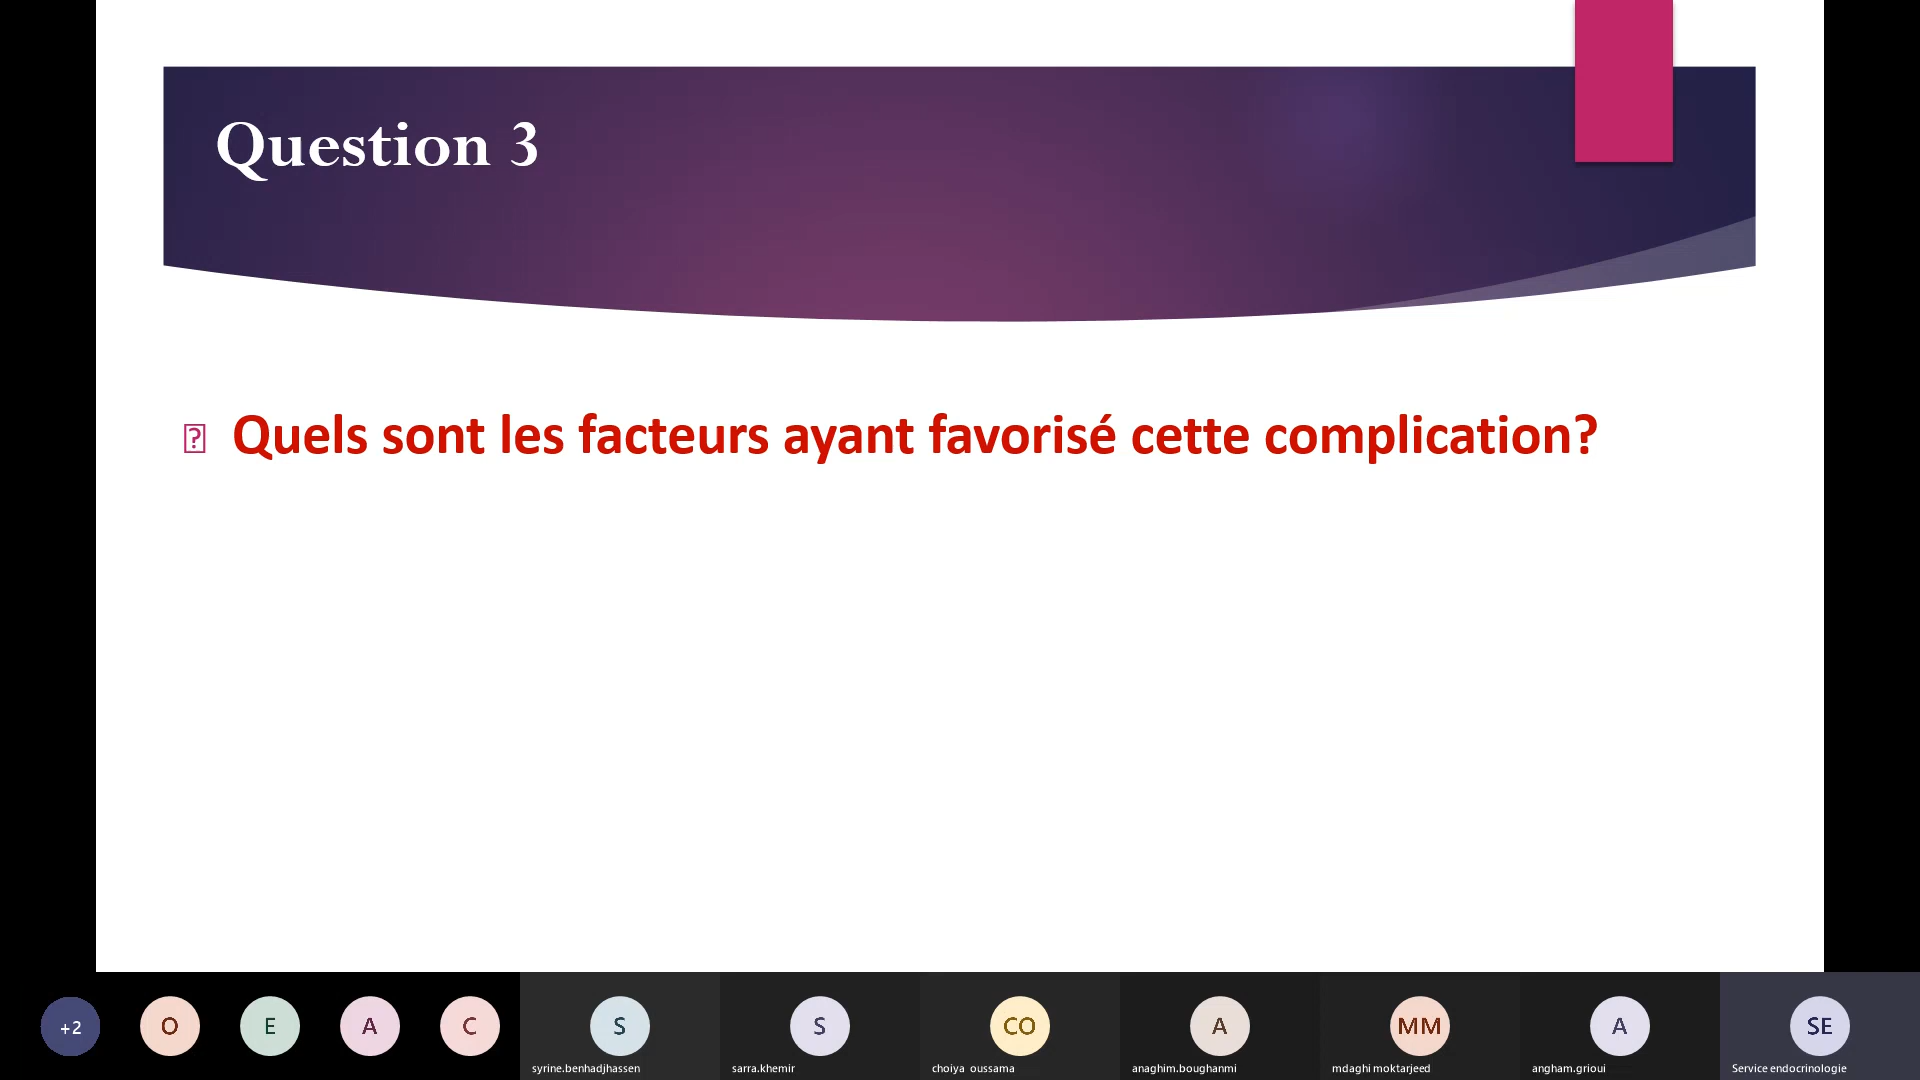 Question 3
Quels sont les facteurs ayant favorisé cette complication?
+2
O
E
A
C
S
S
CO
A
MM
A
SE
syrine.benhadjhassen
sarra.khemir
choiya oussama
anaghim.boughanmi
mdaghi moktarjeed
angham.grioui
Service endocrinologie